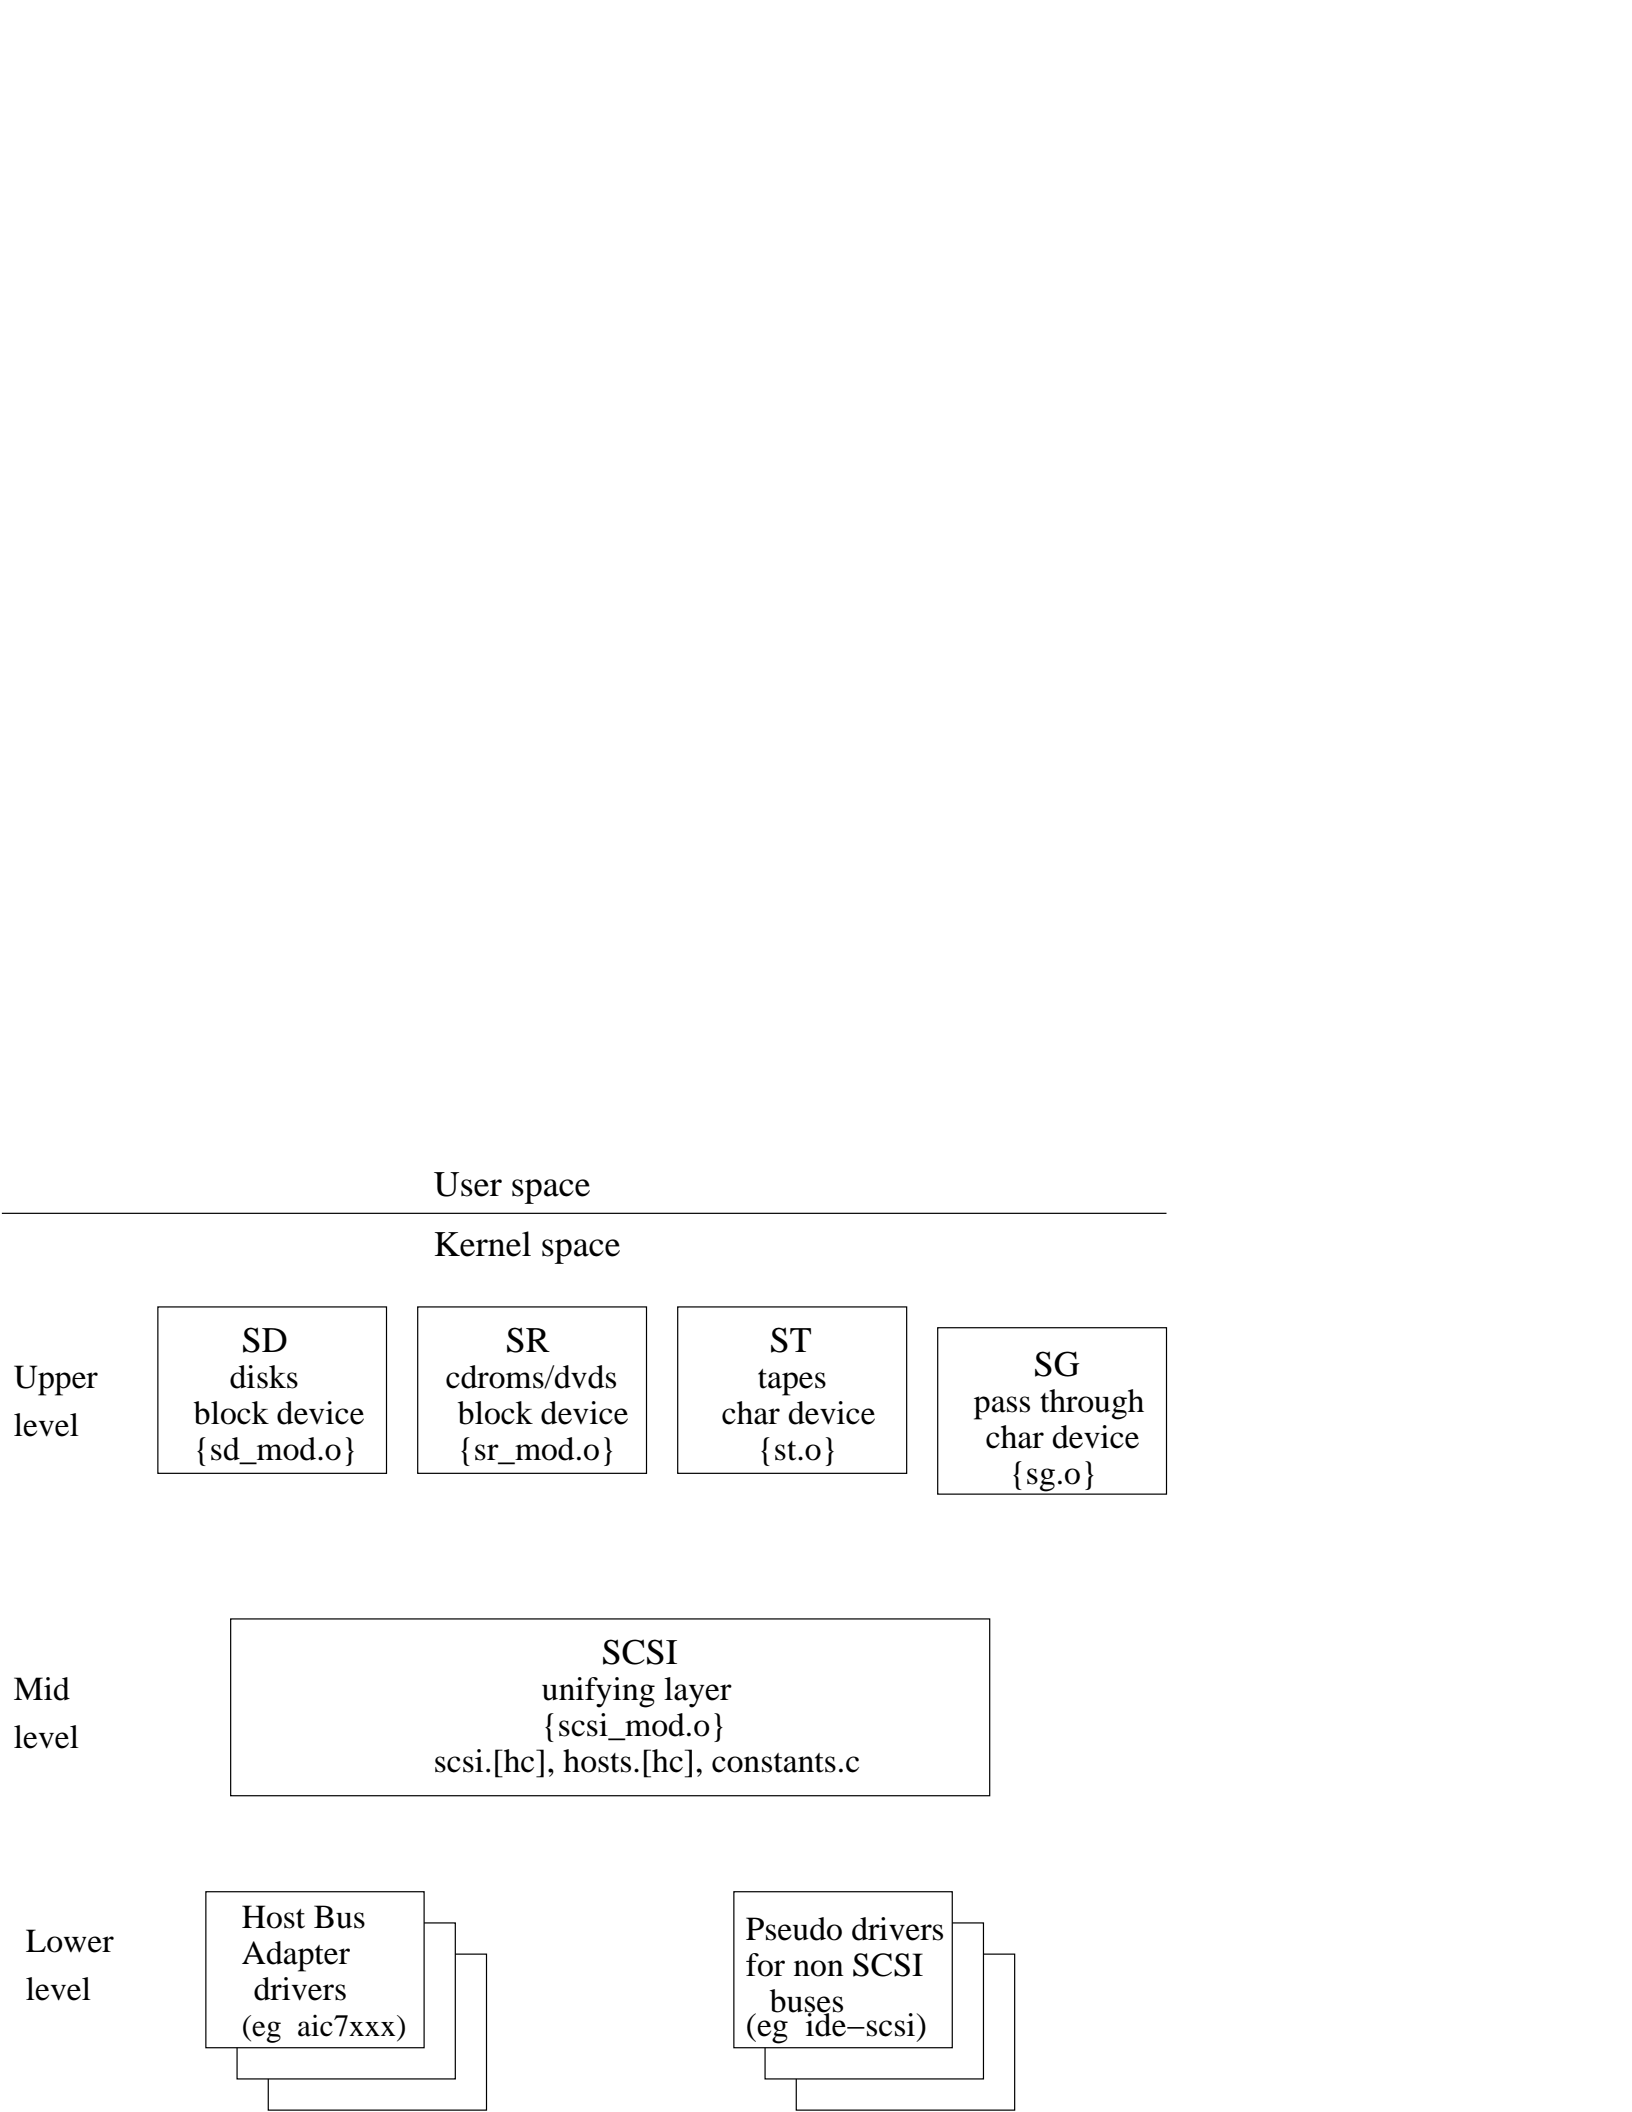 User space
Kernel space
Upper
level
SD
disks
block device
{sd_mod.o}
SR
cdroms/dvds
block device
{sr_mod.o}
ST
tapes
char device
{st.o}
SG
pass through
char device
{sg.o}
Mid
level
SCSI
unifying layer
{scsi_mod.o}
scsi.[hc], hosts.[hc], constants.c
Lower
level
Host Bus
Adapter
drivers
(eg aic7xxx)
Pseudo drivers
for non SCSI
buses
(eg ide−scsi)